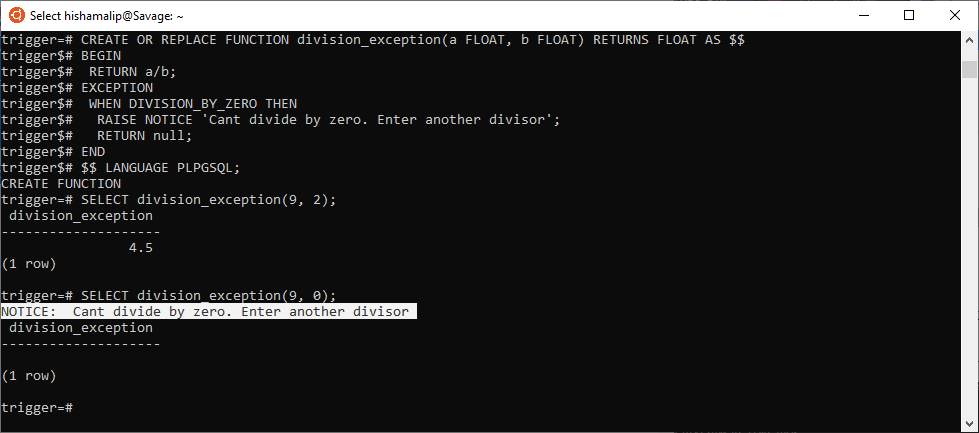 Select hishamalip@Savage: ~
trigger=# CREATE OR REPLACE FUNCTION division_exception(a FLOAT, b FLOAT) RETURNS FLOAT AS $$
trigger$# BEGIN
trigger$#  RETURN a/b;
trigger$# EXCEPTION
trigger$#  WHEN DIVISION_BY_ZERO THEN
trigger$#   RAISE NOTICE 'Cant divide by zero. Enter another divisor';
trigger$#   RETURN null;
trigger$# END
trigger$# $$ LANGUAGE PLPGSQL;
CREATE FUNCTION
trigger=# SELECT division_exception(9, 2);
 division_exception
--------------------
                4.5
(1 row)

trigger=# SELECT division_exception(9, 0);
NOTICE:  Cant divide by zero. Enter another divisor
 division_exception
--------------------

(1 row)

trigger=#